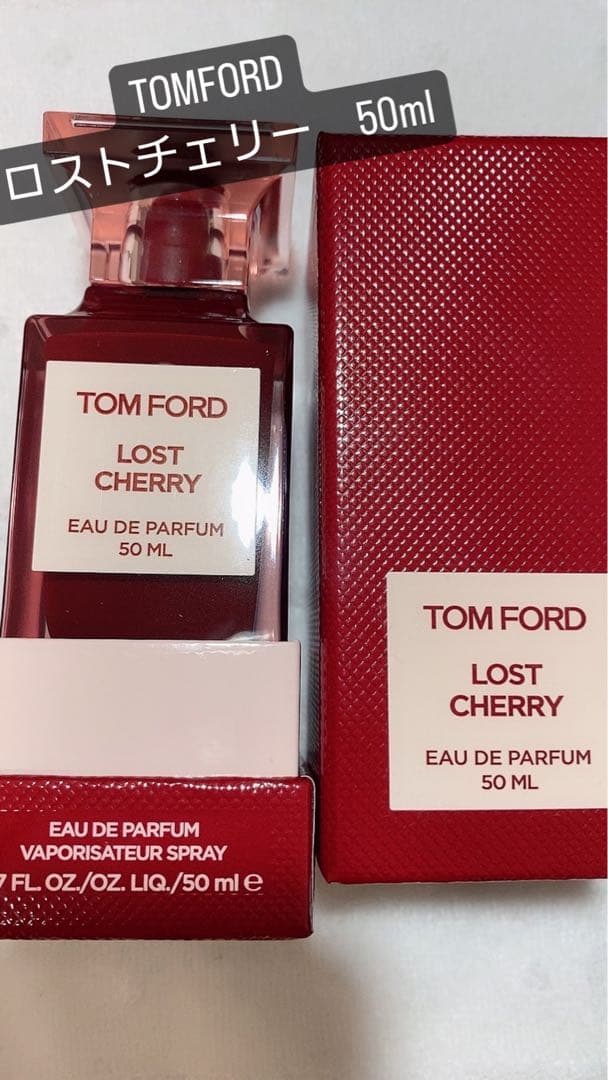 TOMFORD
ロストチェリー　50ml
TOM FORD
LOST
CHERRY
EAU DE PARFUM
50 ML
EAU DE PARFUM
VAPORISATEUR SPRAY
7 FL. OZ./OZ. LIQ./50 ml e
TOM FORD
LOST
CHERRY
EAU DE PARFUM
50 ML